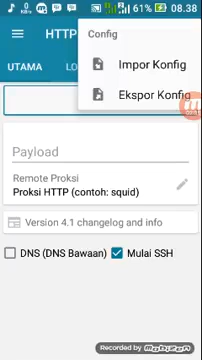 61% 08.38
HTTP
Config
UTAMA
Impor Konfig
Ekspor Konfig
Payload
Remote Proksi
Proksi HTTP (contoh: squid)
Version 4.1 changelog and info
DNS (DNS Bawaan) Mulai SSH
Recorded by
MobiZen